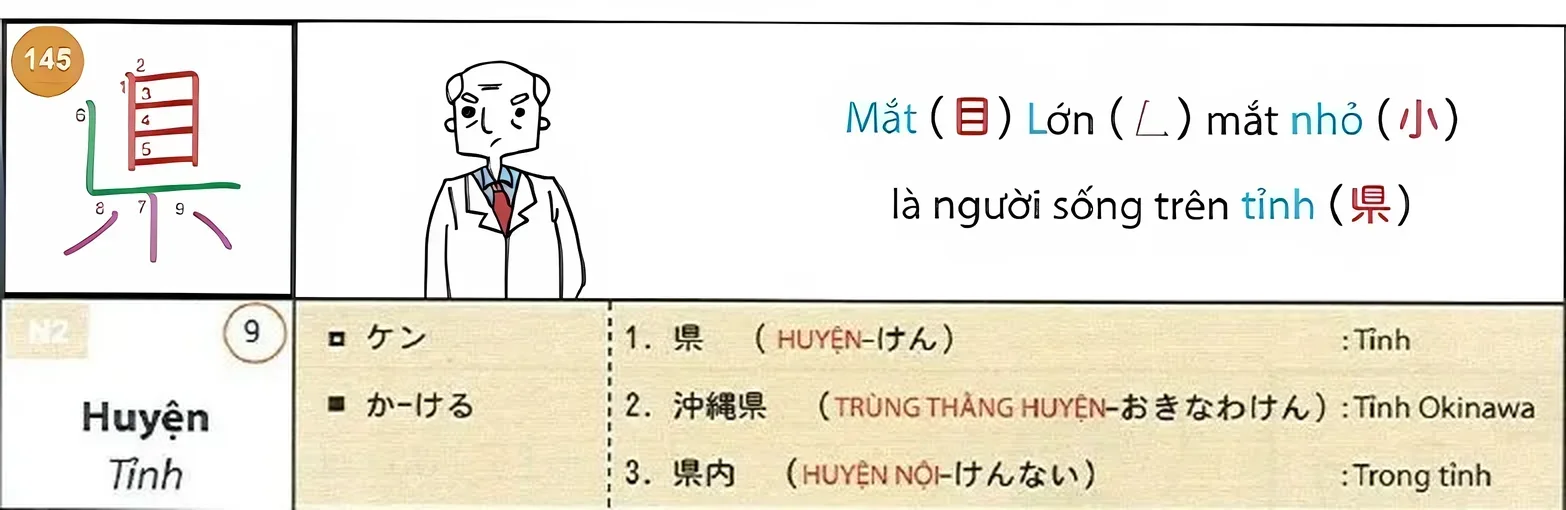 145
2
1 3
4
6
5
8 7 9
Mắt (目) Lớn (𠃊) mắt nhỏ (小)
là người sống trên tỉnh (県)
N2
9
Huyện
Tỉnh
ケン
か-ける
1. 県 (HUYỆN-けん) : Tỉnh
2. 沖縄県 (TRÙNG THẰNG HUYỆN-おきなわけん) : Tỉnh Okinawa
3. 県内 (HUYỆN NỘI-けんない) : Trong tỉnh